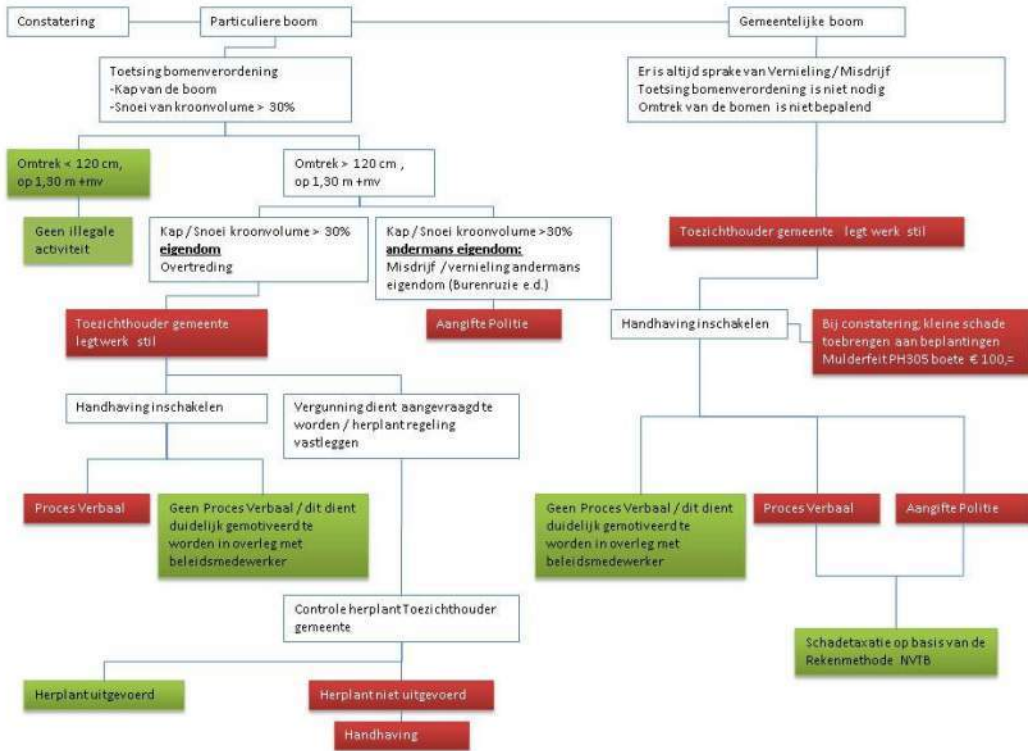 Constatering
Particuliere boom
Gemeentelijke boom
Toetsing bomenverordening
-Kap van de boom
-Snoei van kroonvolume > 30%
Er is altijd sprake van Vernieling / Misdrijf
Toetsing bomenverordening is niet nodig
Omtrek van de bomen is niet bepalend
Omtrek < 120 cm,
op 1,30 m +mv
Omtrek > 120 cm ,
op 1,30 m +mv
Geen illegale
activiteit
Kap / Snoei kroonvolume > 30%
eigendom
Overtreding
Kap / Snoei kroonvolume >30%
andermans eigendom:
Misdrijf / vernieling andermans
eigendom (Burenruzie e.d.)
Toezichthouder gemeente legt werk stil
Toezichthouder gemeente
legt werk stil
Aangifte Politie
Handhaving inschakelen
Bij constatering; kleine schade
toebrengen aan beplantingen
Mulderfeit PH305 boete € 100,=
Handhaving inschakelen
Vergunning dient aangevraagd te
worden / herplant regeling
vastleggen
Proces Verbaal
Geen Proces Verbaal / dit dient
duidelijk gemotiveerd te
worden in overleg met
beleidsmedewerker
Geen Proces Verbaal / dit dient
duidelijk gemotiveerd te
worden in overleg met
beleidsmedewerker
Proces Verbaal
Aangifte Politie
Controle herplant Toezichthouder
gemeente
Schadetaxatie op basis van de
Rekenmethode NVTB
Herplant uitgevoerd
Herplant niet uitgevoerd
Handhaving